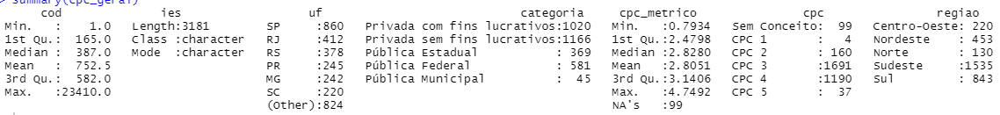 > summary(cpc_geral)
      cod              ies                  uf                          categoria      cpc_metrico              cpc                regiao
 Min.   :    1.0   Length:3181        SP     :860   Privada com fins lucrativos:1020   Min.   :0.7934   Sem Conceito:  99   Centro-Oeste: 220
 1st Qu.:  165.0   Class :character   RJ     :412   Privada sem fins lucrativos:1166   1st Qu.:2.4798   CPC 1       :   4   Nordeste    : 453
 Median :  387.0   Mode  :character   RS     :378   Pública Estadual           : 369   Median :2.8280   CPC 2       : 160   Norte       : 130
 Mean   :  752.5                      PR     :245   Pública Federal            : 581   Mean   :2.8051   CPC 3       :1691   Sudeste     :1535
 3rd Qu.:  582.0                      MG     :242   Pública Municipal          :  45   3rd Qu.:3.1406   CPC 4       :1190   Sul         : 843
 Max.   :23410.0                      SC     :220                                      Max.   :4.7492   CPC 5       :  37
                                      (Other):824                                      NA's   :99